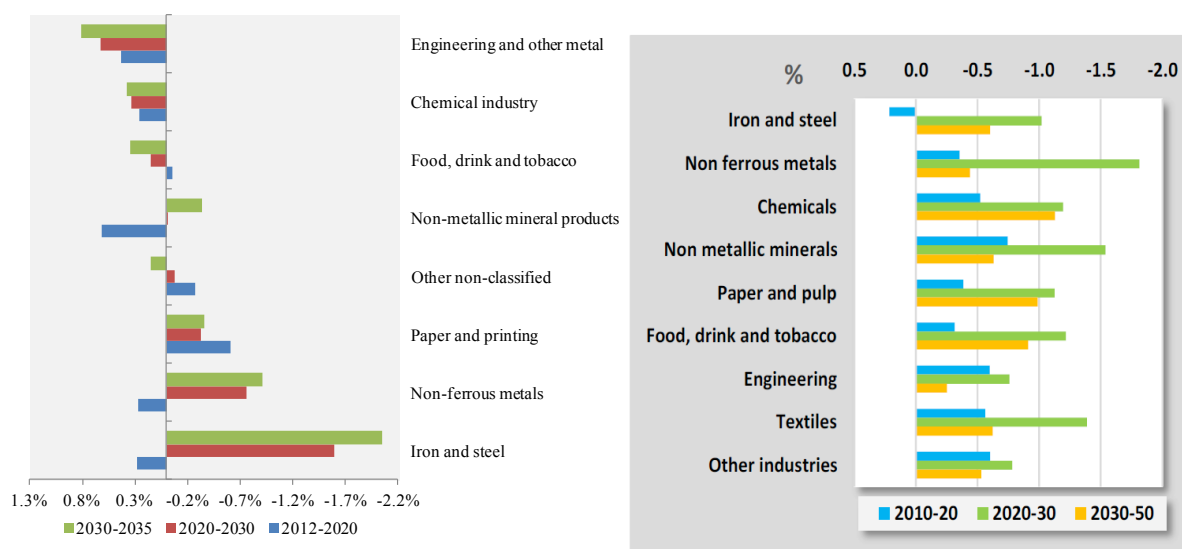 Engineering and other metal
Chemical industry
Food, drink and tobacco
Non-metallic mineral products
Other non-classified
Paper and printing
Non-ferrous metals
Iron and steel
1.3% 0.8% 0.3% -0.2% -0.7% -1.2% -1.7% -2.2%
2030-2035 2020-2030 2012-2020
% 0.5 0.0 -0.5 -1.0 -1.5 -2.0
Iron and steel
Non ferrous metals
Chemicals
Non metallic minerals
Paper and pulp
Food, drink and tobacco
Engineering
Textiles
Other industries
2010-20 2020-30 2030-50